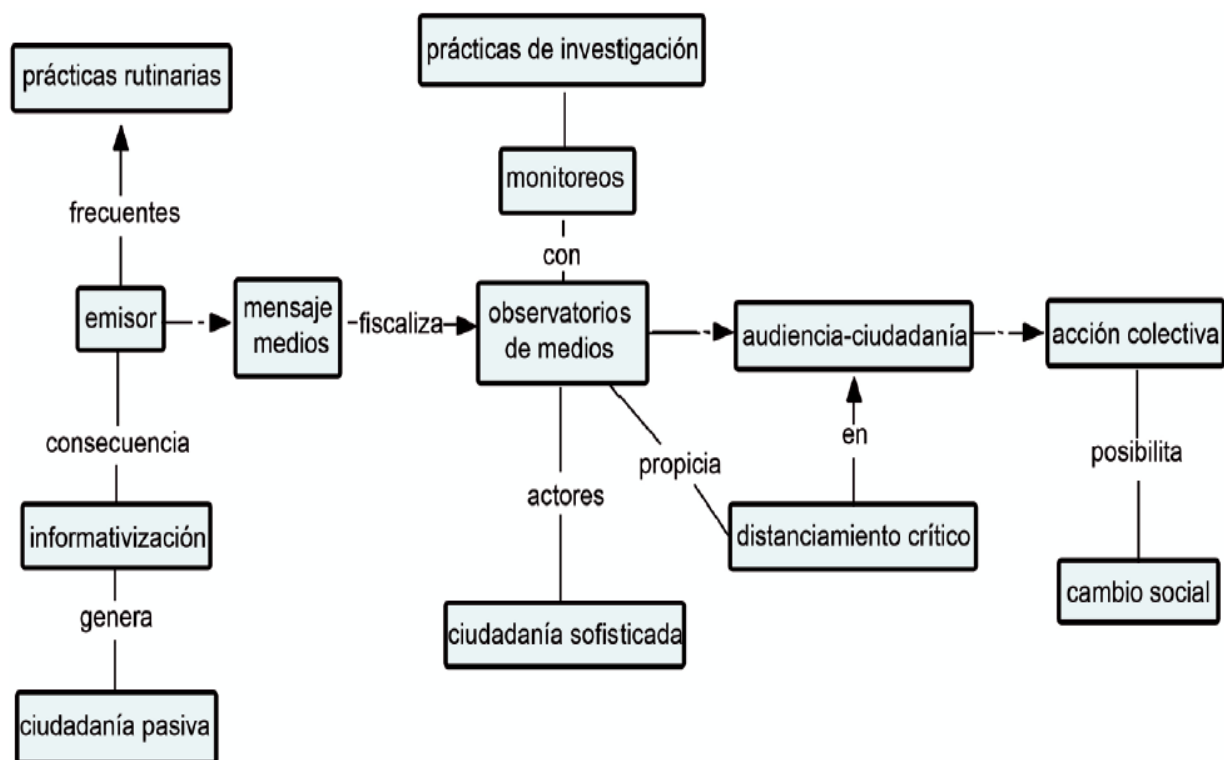 prácticas de investigación
prácticas rutinarias
monitoreos
frecuentes
con
emisor
mensaje
medios
fiscaliza
observatorios
de medios
audiencia-ciudadanía
acción colectiva
consecuencia
propicia
en
posibilita
actores
informativización
distanciamiento crítico
cambio social
genera
ciudadanía sofisticada
ciudadanía pasiva